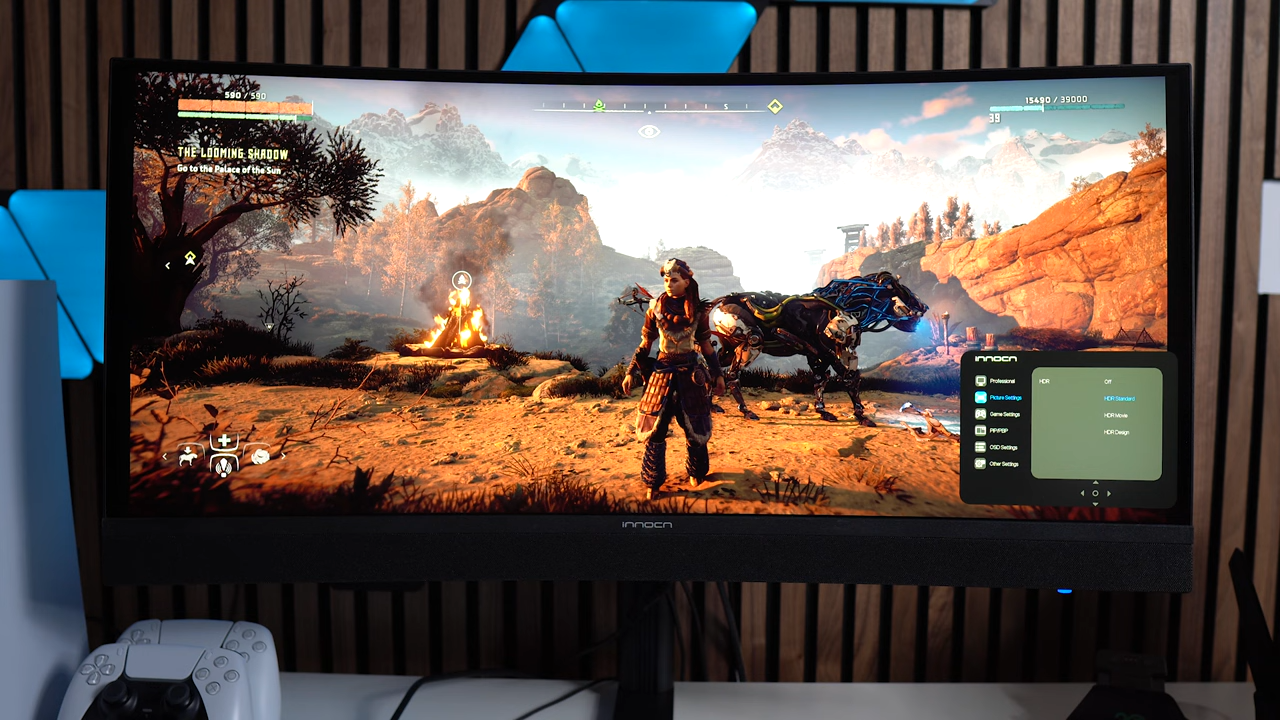 590 / 590
THE LOOMING SHADOW
Go to the Palace of the Sun
S
15490 / 39000
39
INNOCN
Professional
Picture Settings
Game Settings
PIP/PBP
OSD Settings
Other Settings
HDR
Off
HDR Standard
HDR Movie
HDR Design
INNOCN